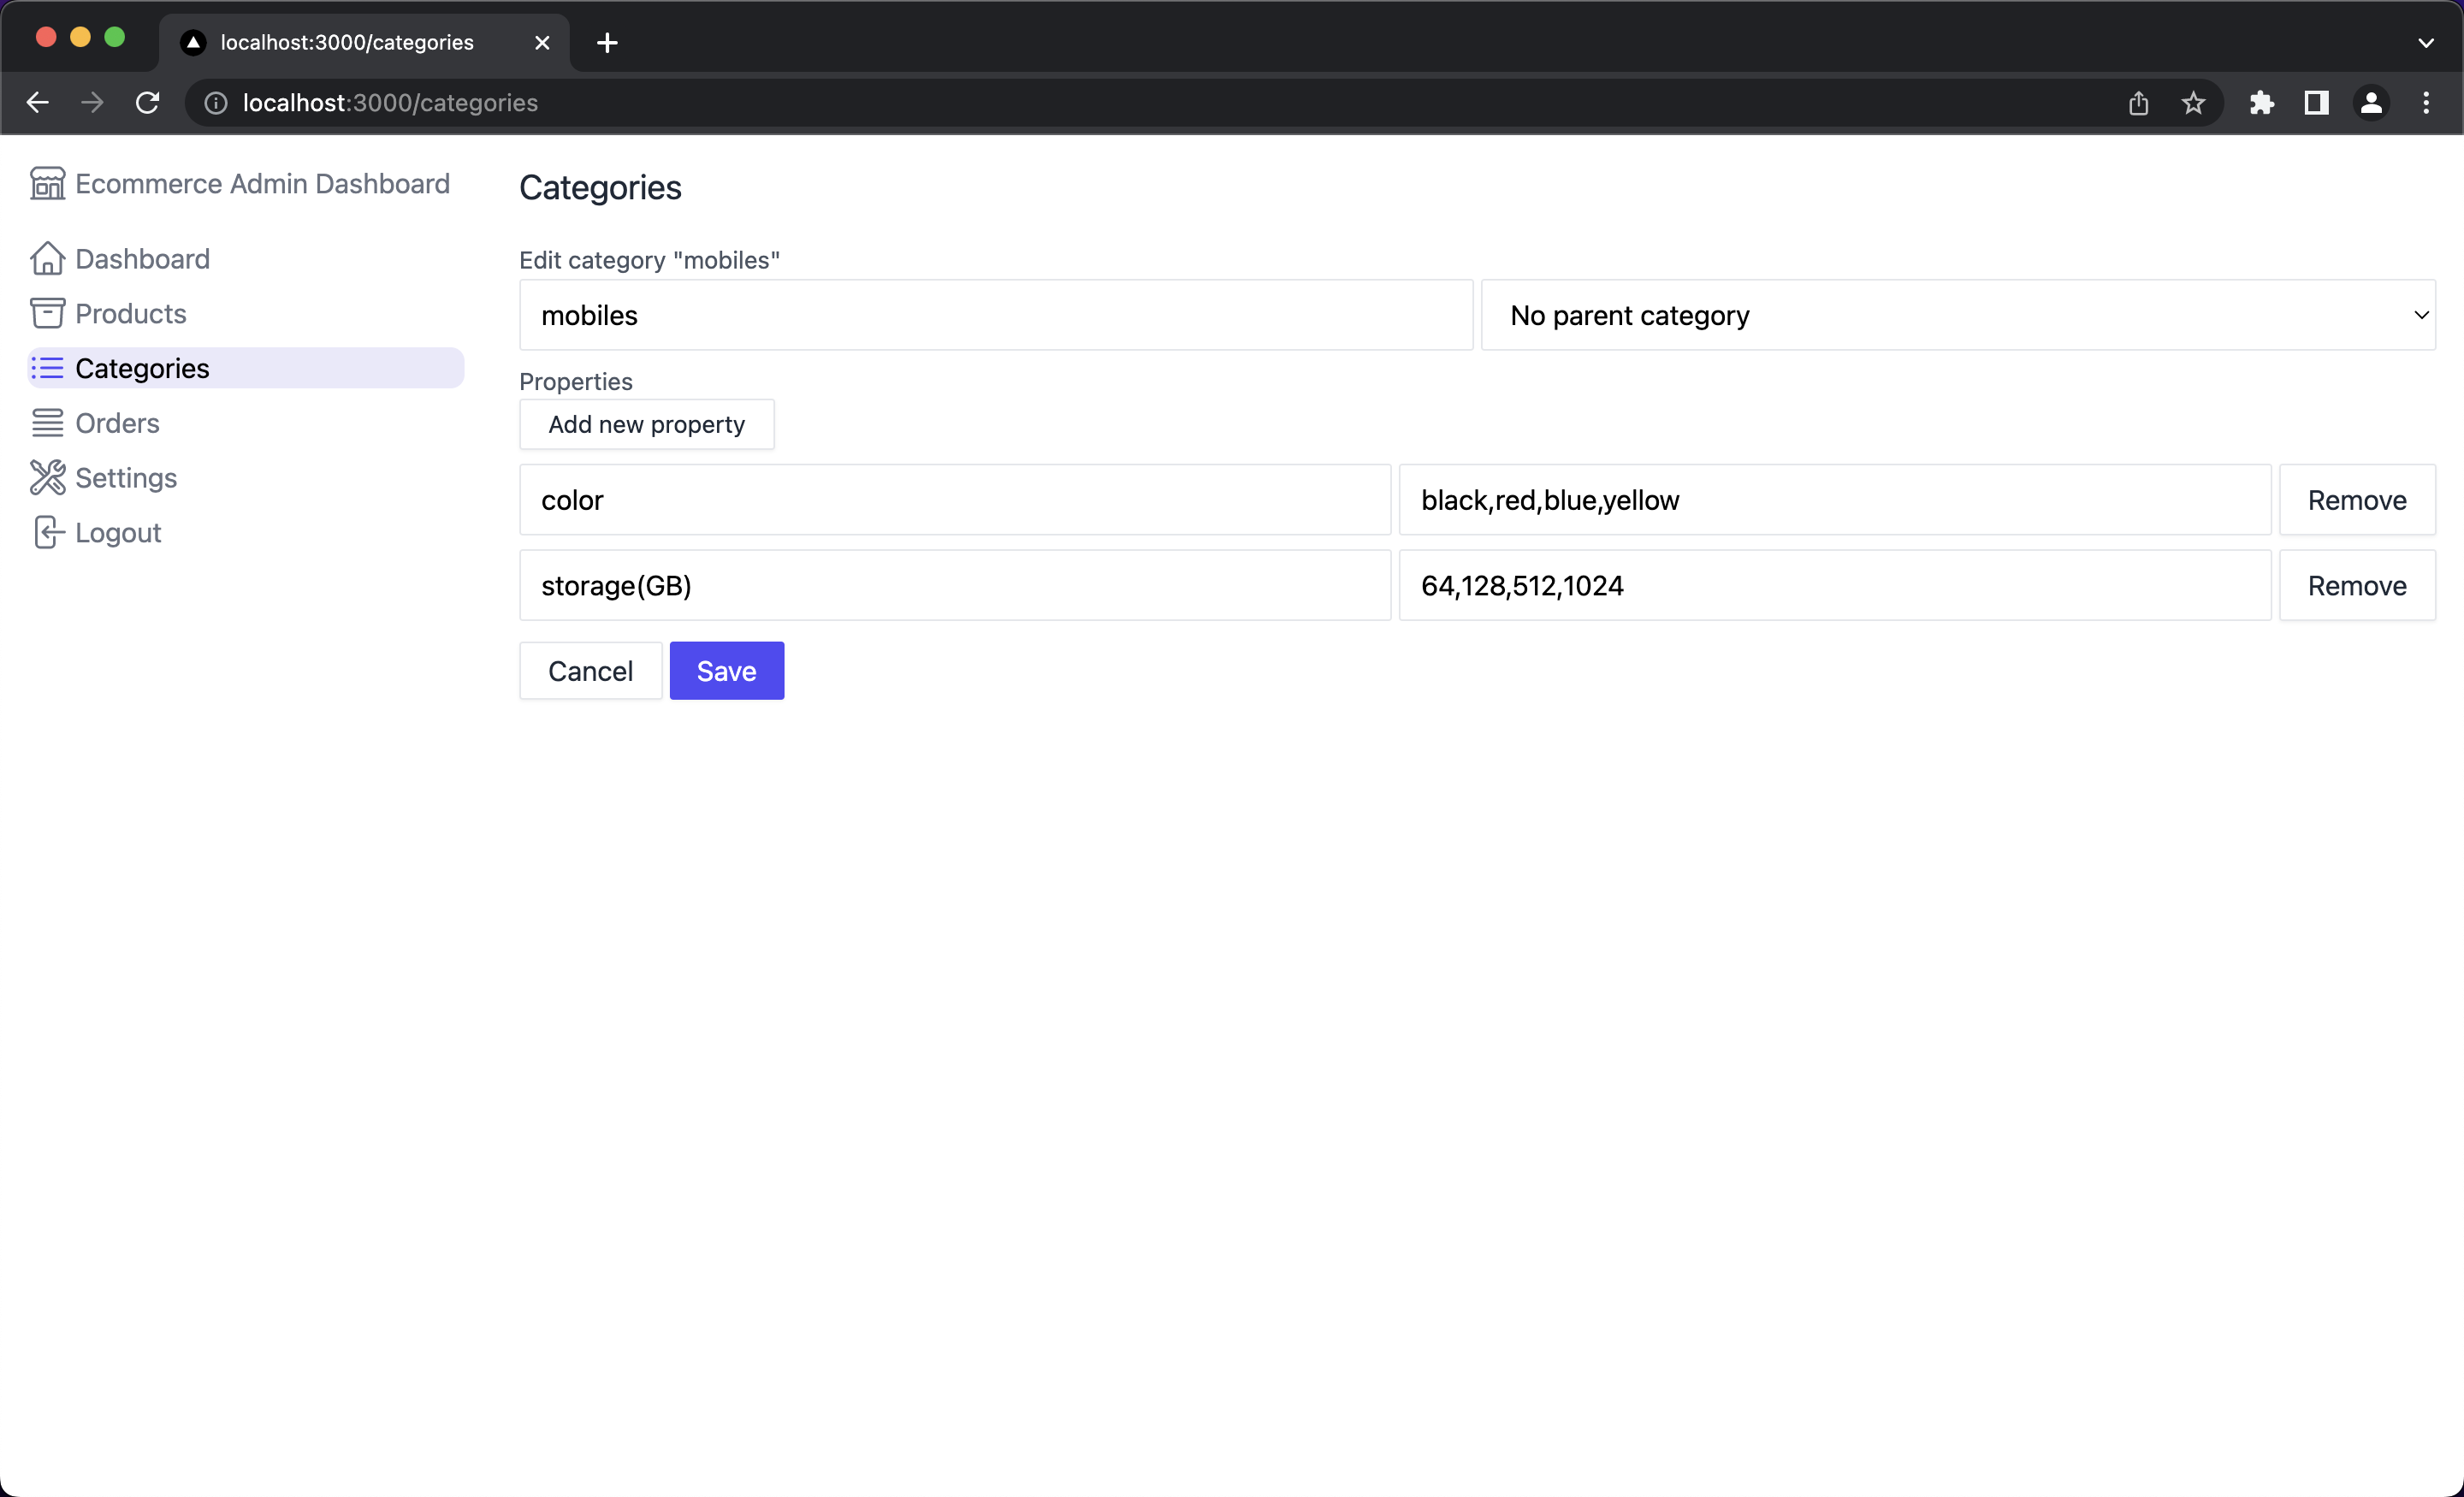 localhost:3000/categories
localhost:3000/categories
Ecommerce Admin Dashboard
Dashboard
Products
Categories
Orders
Settings
Logout
Categories
Edit category "mobiles"
mobiles No parent category
Properties
Add new property
color black,red,blue,yellow Remove
storage(GB) 64,128,512,1024 Remove
Cancel Save